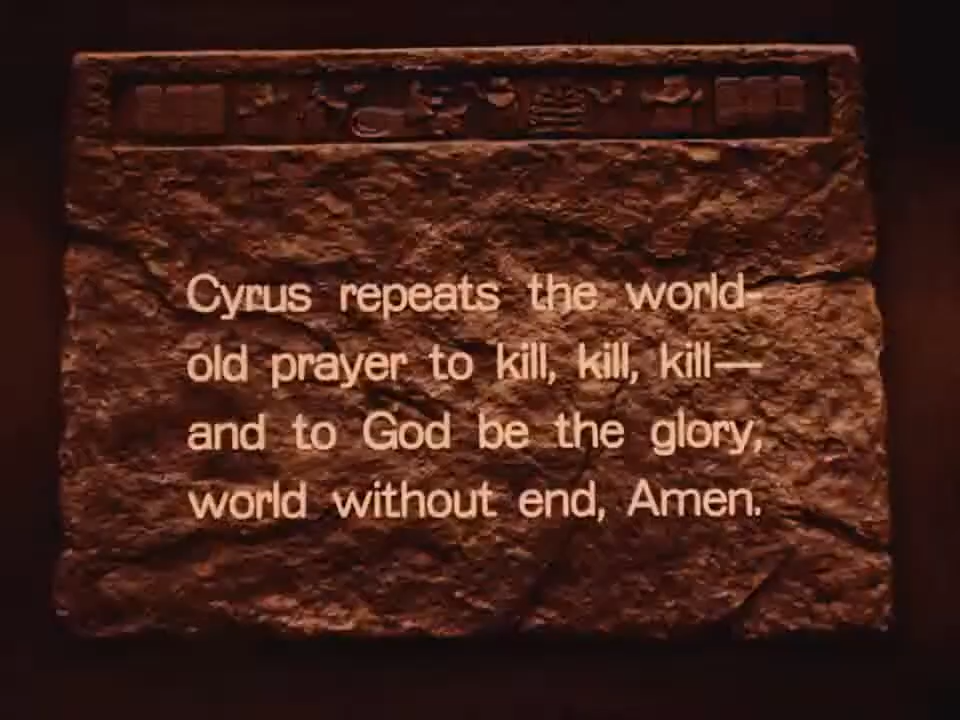 Cyrus repeats the world-
old prayer to kill, kill, kill—
and to God be the glory,
world without end, Amen.